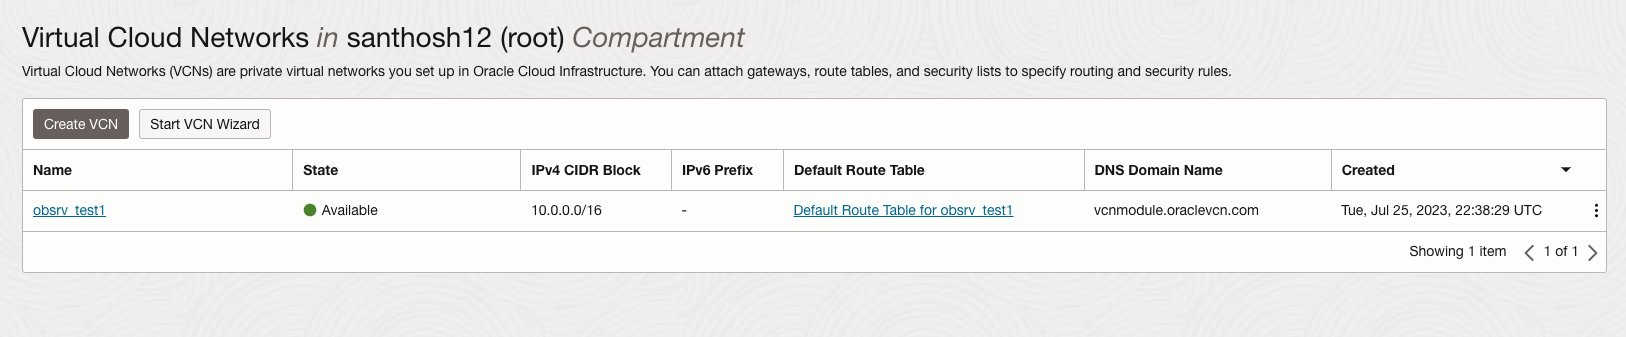 Virtual Cloud Networks in santhosh12 (root) Compartment
Virtual Cloud Networks (VCNs) are private virtual networks you set up in Oracle Cloud Infrastructure. You can attach gateways, route tables, and security lists to specify routing and security rules.
Create VCN Start VCN Wizard
Name State IPv4 CIDR Block IPv6 Prefix Default Route Table DNS Domain Name Created
obsrv_test1 Available 10.0.0.0/16 - Default Route Table for obsrv_test1 vcnmodule.oraclevcn.com Tue, Jul 25, 2023, 22:38:29 UTC
Showing 1 item 1 of 1